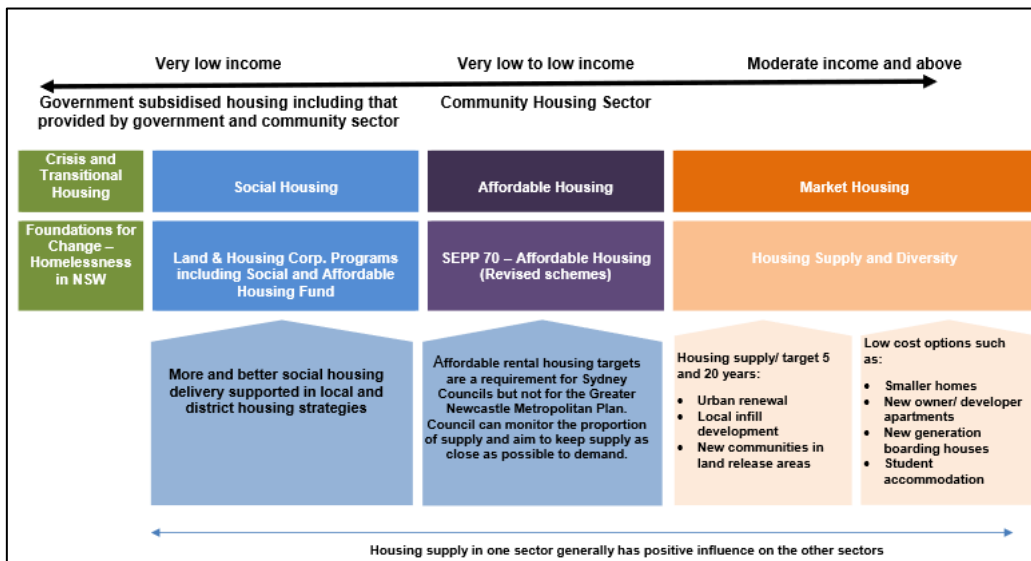 Very low income
Very low to low income
Moderate income and above
Government subsidised housing including that
provided by government and community sector
Community Housing Sector
Crisis and
Transitional
Housing
Social Housing
Affordable Housing
Market Housing
Foundations for
Change –
Homelessness
in NSW
Land & Housing Corp. Programs
including Social and Affordable
Housing Fund
SEPP 70 – Affordable Housing
(Revised schemes)
Housing Supply and Diversity
More and better social housing
delivery supported in local and
district housing strategies
Affordable rental housing targets
are a requirement for Sydney
Councils but not for the Greater
Newcastle Metropolitan Plan.
Council can monitor the proportion
of supply and aim to keep supply as
close as possible to demand.
Housing supply/ target 5
and 20 years:
• Urban renewal
• Local infill
development
• New communities in
land release areas
Low cost options such
as:
• Smaller homes
• New owner/ developer
apartments
• New generation
boarding houses
• Student
accommodation
Housing supply in one sector generally has positive influence on the other sectors